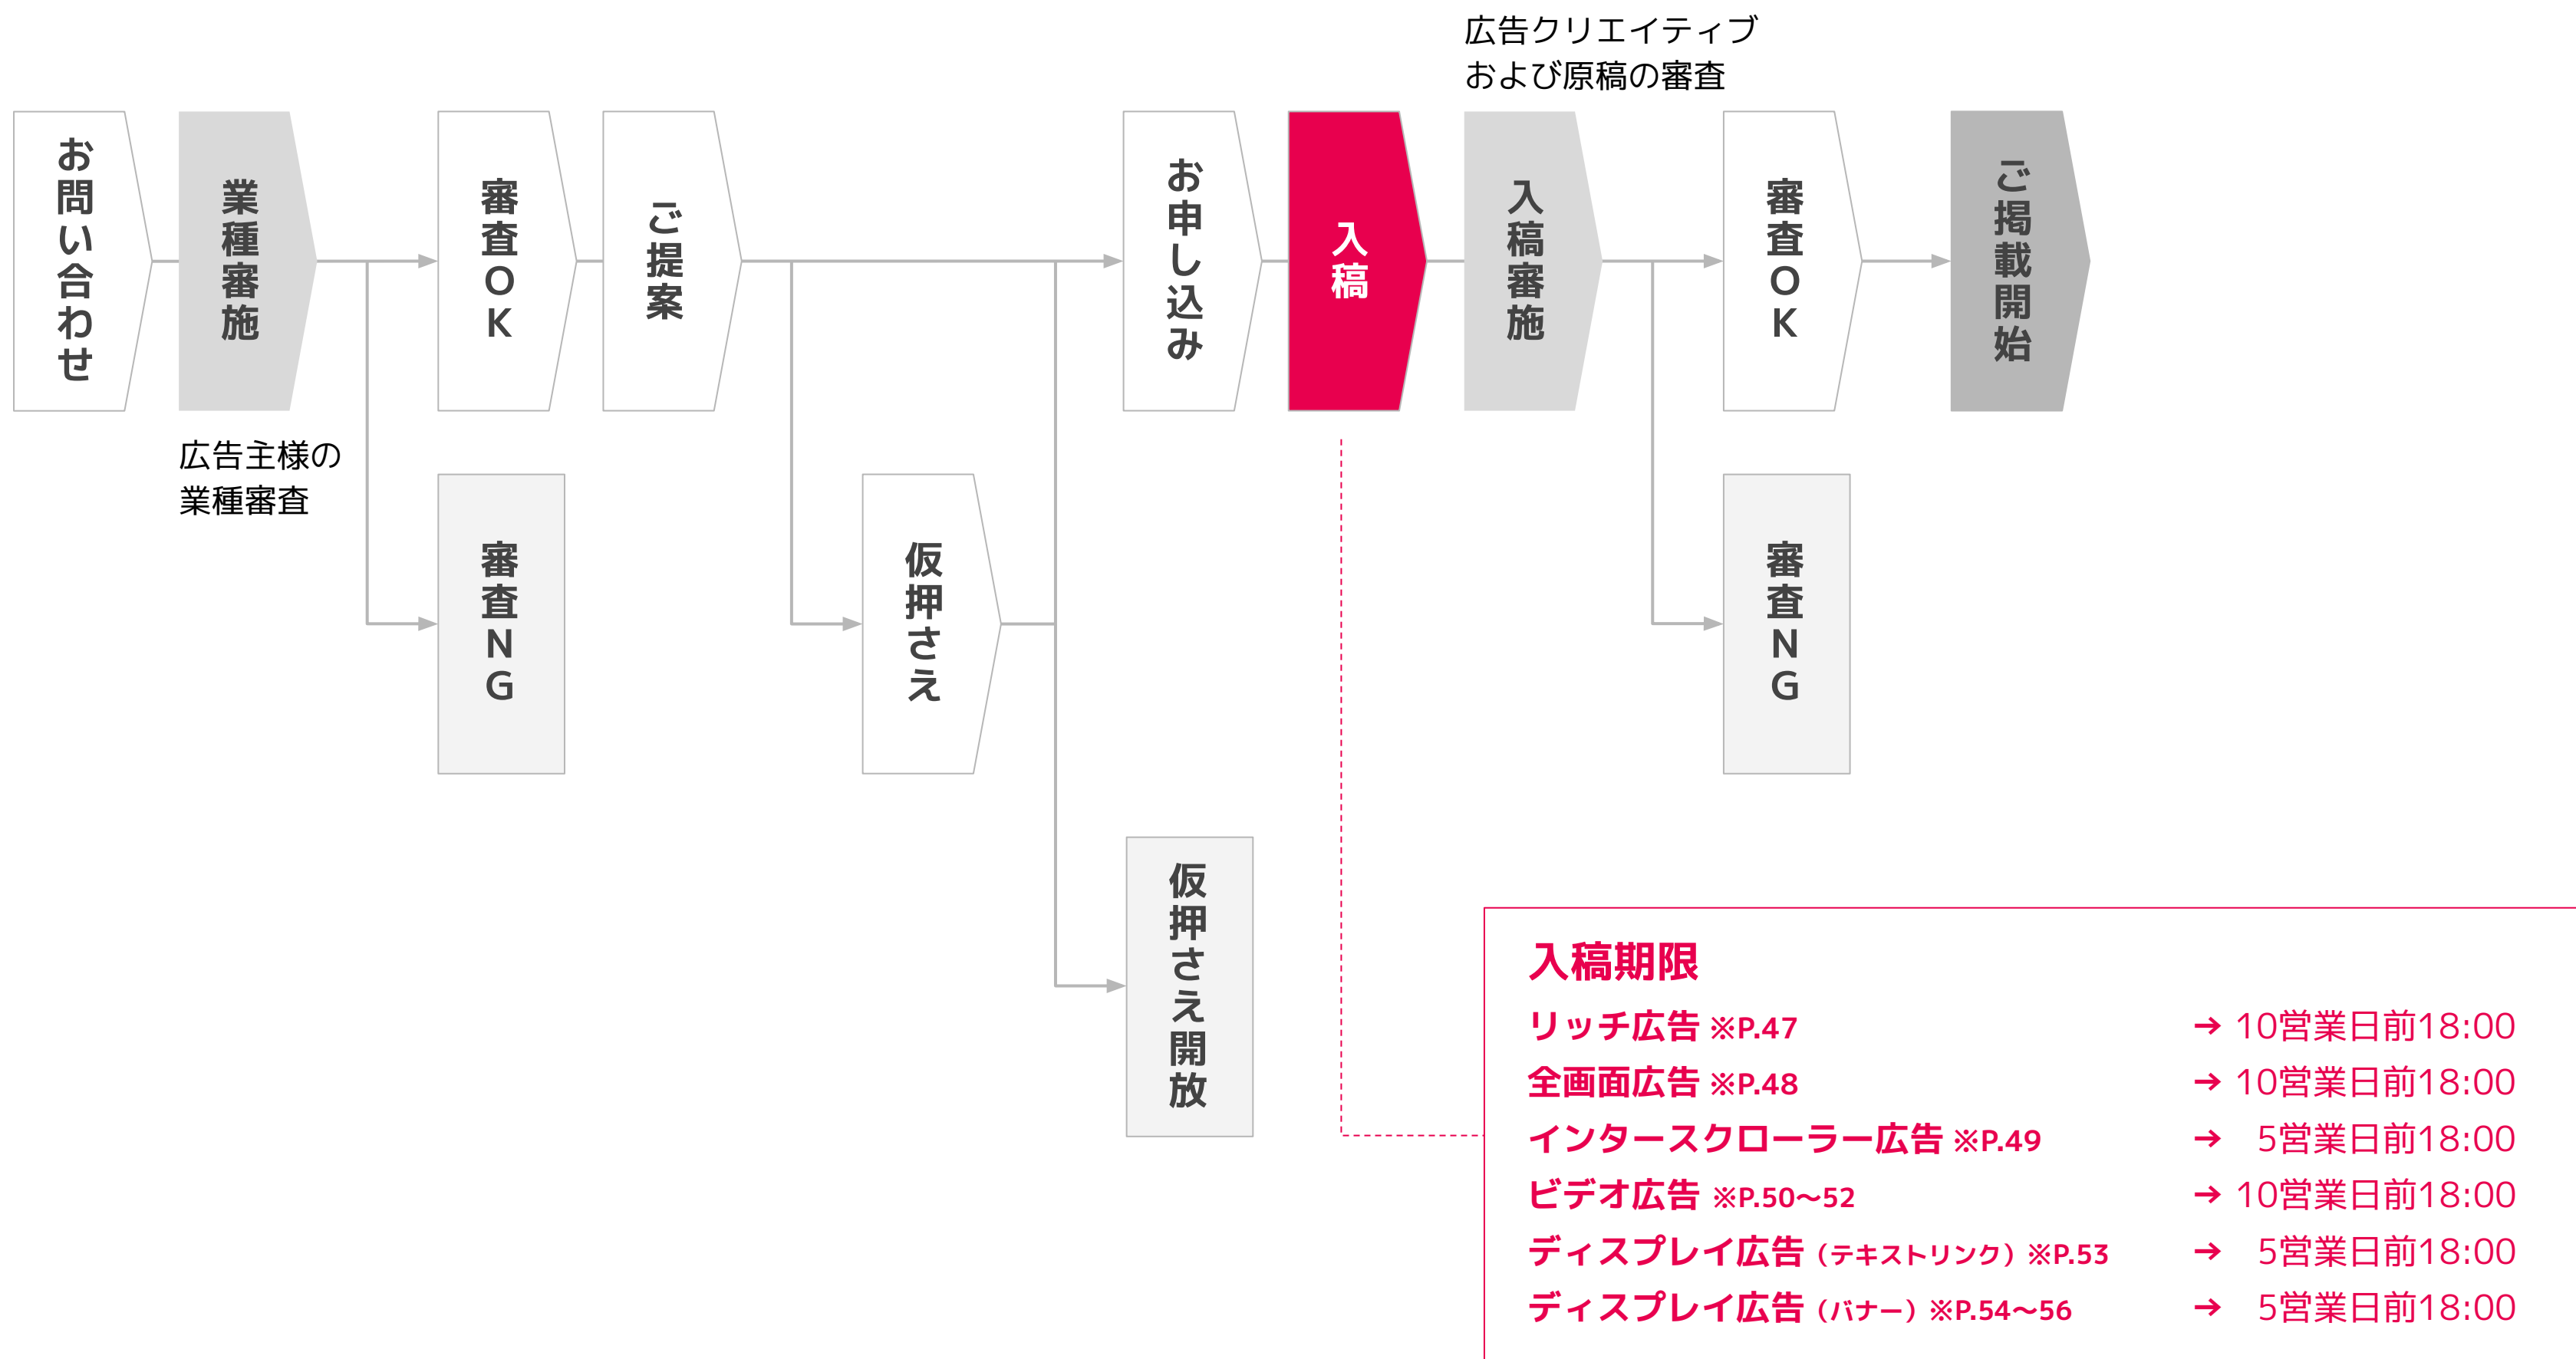 広告クリエイティブ
および原稿の審査
お問い合わせ
業種審施
審査OK
ご提案
お申し込み
入稿
入稿審施
審査OK
ご掲載開始
広告主様の
業種審査
審査NG
仮押さえ
審査NG
仮押さえ開放
入稿期限
リッチ広告 ※P.47 → 10営業日前18:00
全画面広告 ※P.48 → 10営業日前18:00
インタースクローラー広告 ※P.49 → 5営業日前18:00
ビデオ広告 ※P.50〜52 → 10営業日前18:00
ディスプレイ広告（テキストリンク）※P.53 → 5営業日前18:00
ディスプレイ広告（バナー）※P.54〜56 → 5営業日前18:00